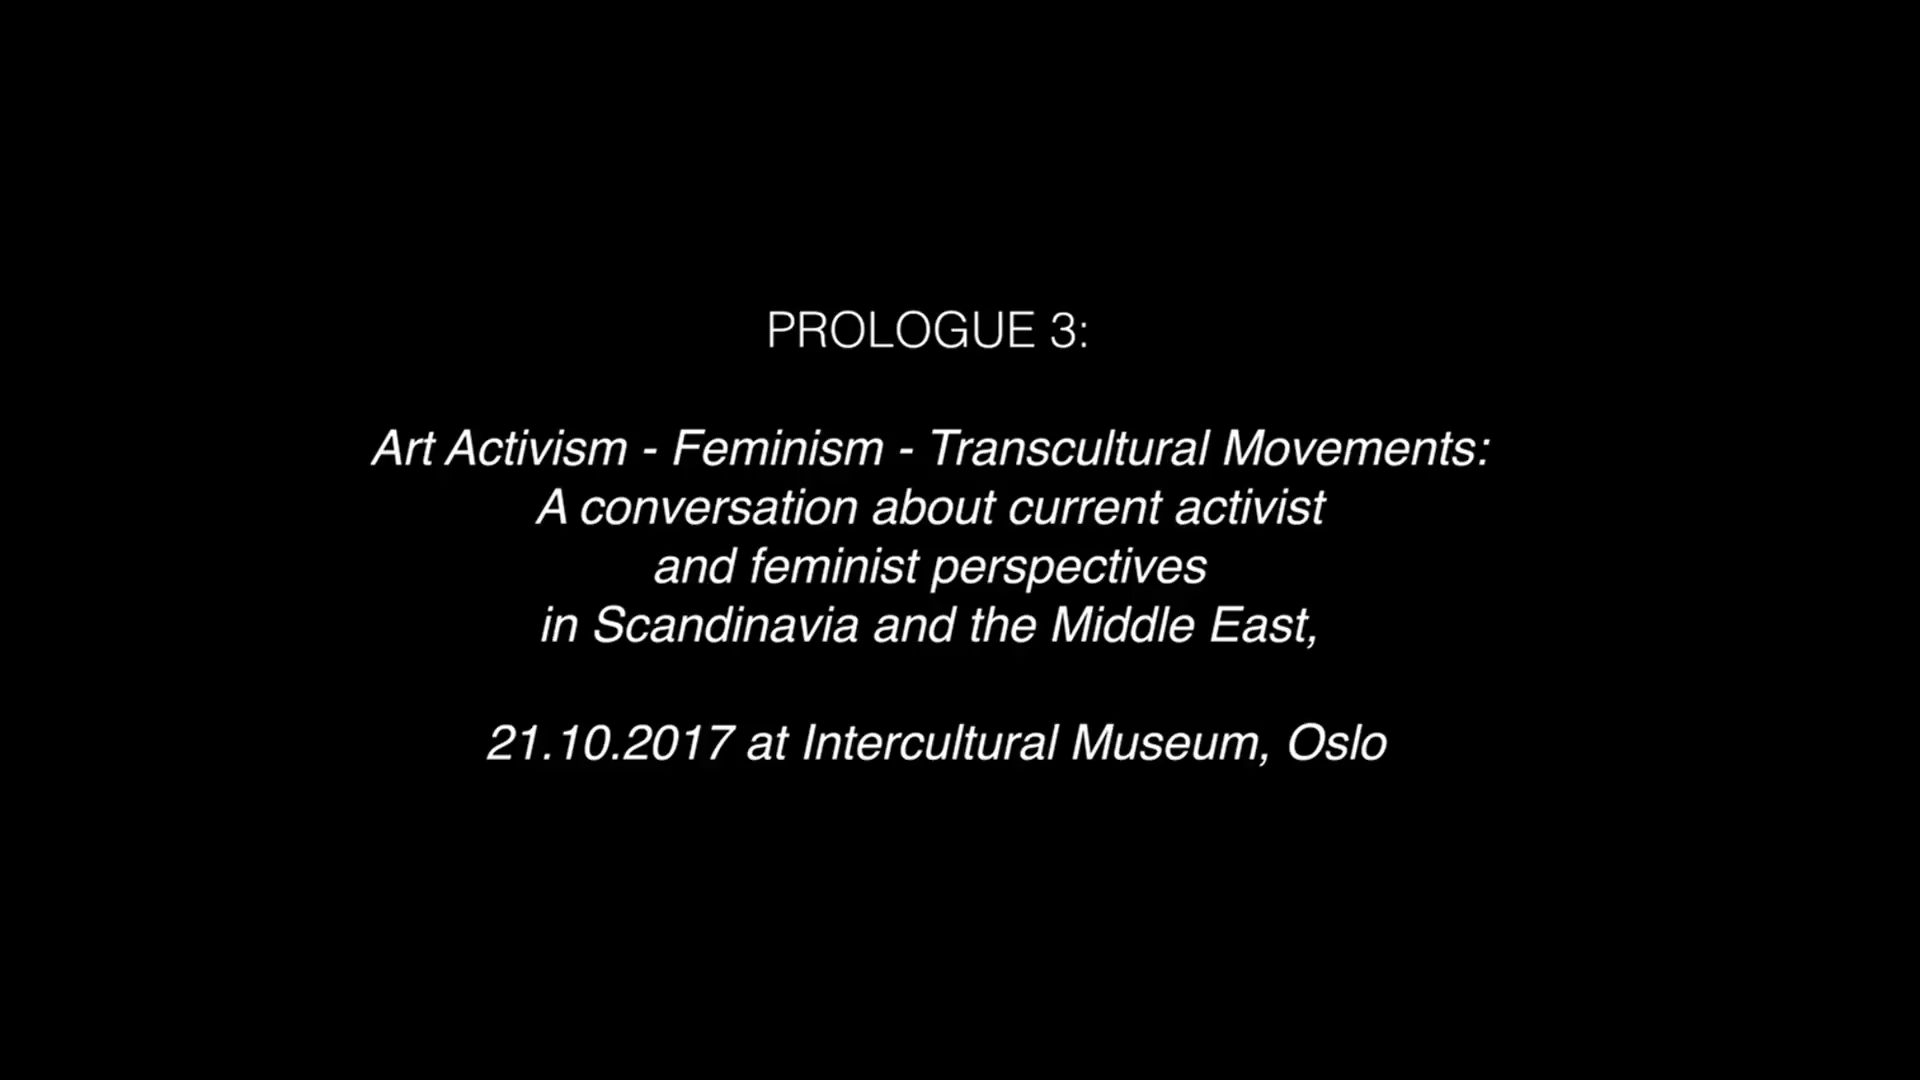 PROLOGUE 3:
Art Activism - Feminism - Transcultural Movements:
A conversation about current activist
and feminist perspectives
in Scandinavia and the Middle East,
21.10.2017 at Intercultural Museum, Oslo